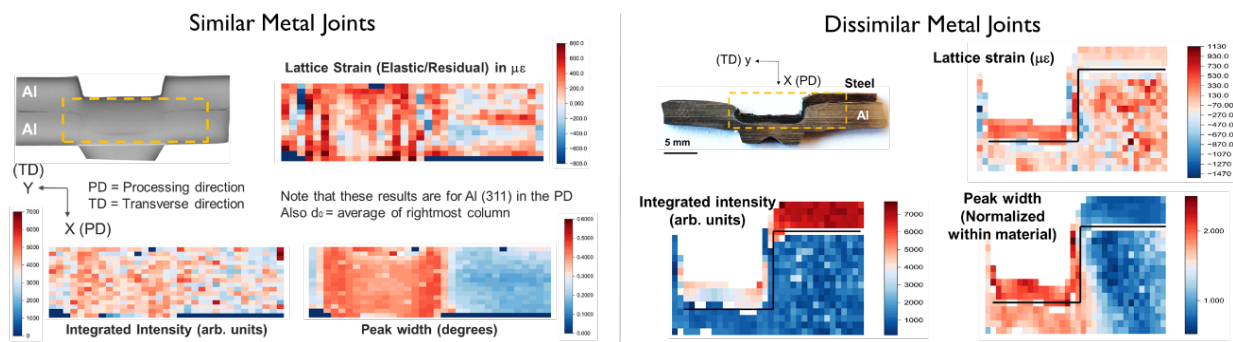 Similar Metal Joints
Al
Al
(TD)
Y
X (PD)
PD = Processing direction
TD = Transverse direction
Lattice Strain (Elastic/Residual) in με
800.0
600.0
400.0
200.0
0.000
-200.0
-400.0
-600.0
-800.0
Note that these results are for Al (311) in the PD
Also d₀ = average of rightmost column
7000
6000
5000
4000
3000
2000
1000
0
Integrated Intensity (arb. units)
0.6000
0.5000
0.4000
0.3000
0.2000
0.1000
0.000
Peak width (degrees)
Dissimilar Metal Joints
(TD) y
X (PD)
Steel
Al
5 mm
Lattice strain (με)
1130
930.0
730.0
530.0
330.0
130.0
-70.00
-270.0
-470.0
-670.0
-870.0
-1070
-1270
-1470
Integrated intensity
(arb. units)
7000
6000
5000
4000
3000
2000
1000
Peak width
(Normalized
within material)
2.000
1.000